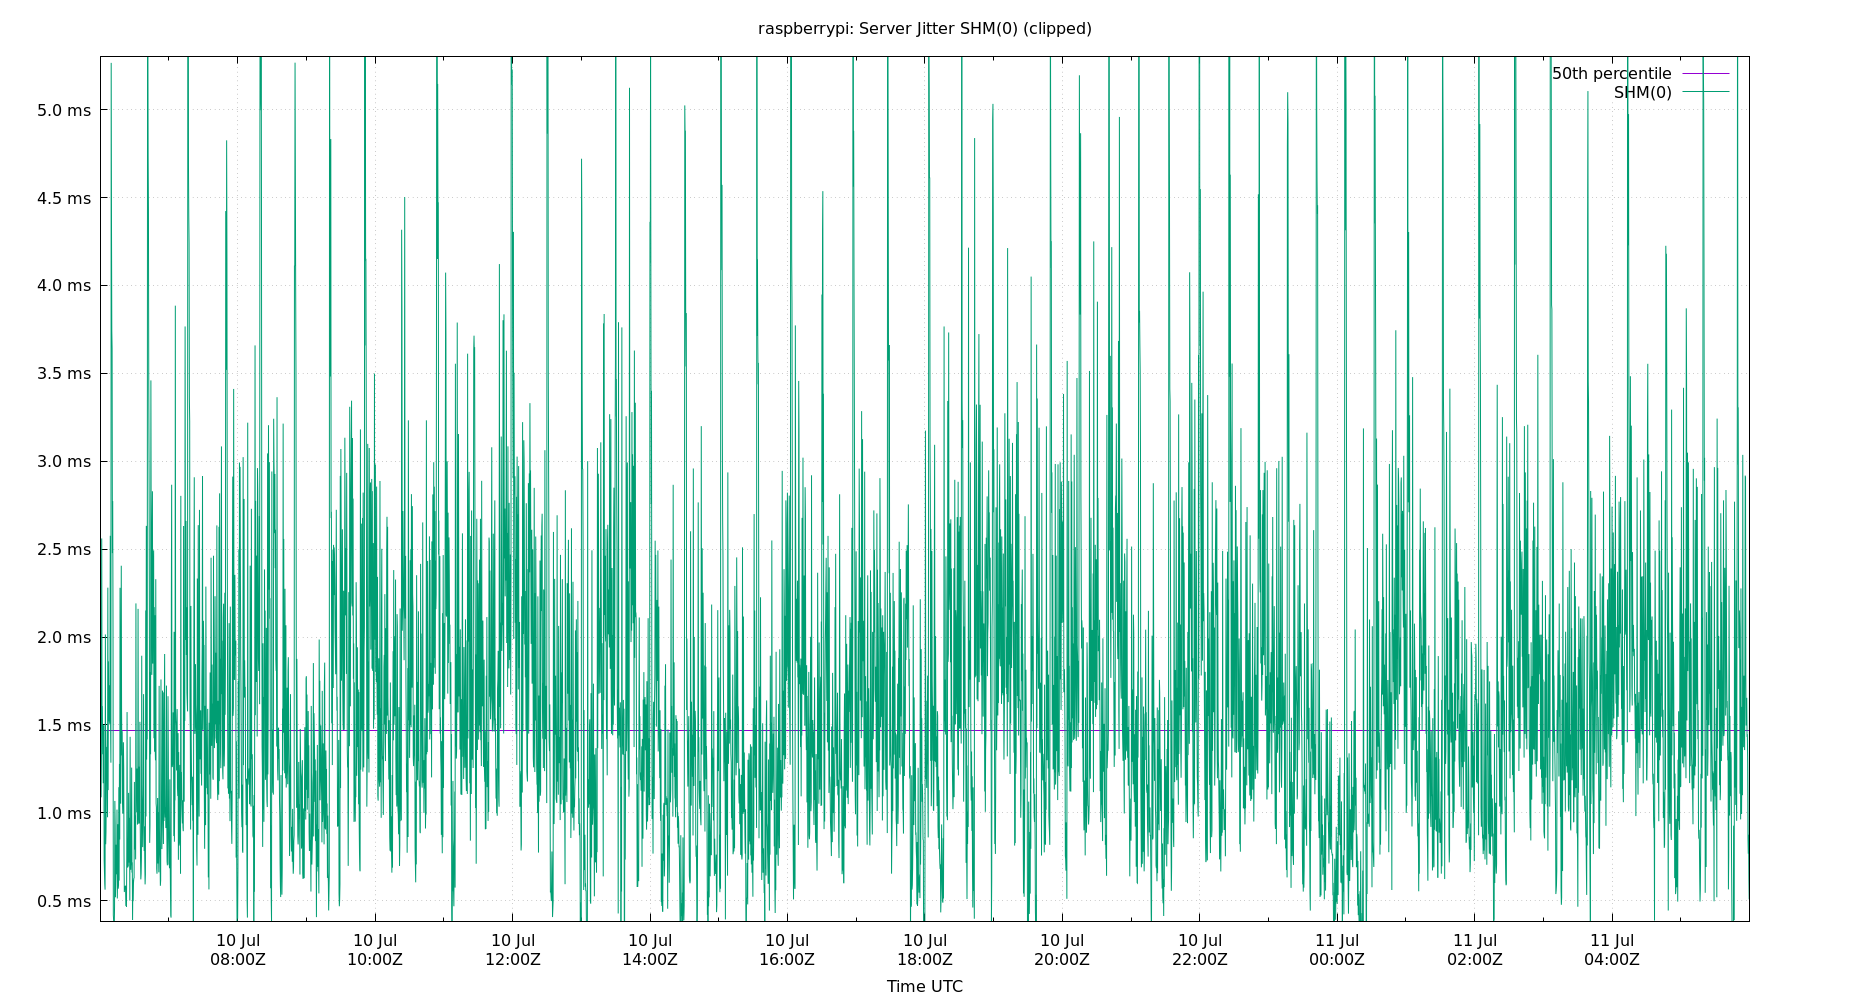 raspberrypi: Server Jitter SHM(0) (clipped)
50th percentile
SHM(0)
5.0 ms
4.5 ms
4.0 ms
3.5 ms
3.0 ms
2.5 ms
2.0 ms
1.5 ms
1.0 ms
0.5 ms
10 Jul 10 Jul 10 Jul 10 Jul 10 Jul 10 Jul 10 Jul 10 Jul 11 Jul 11 Jul 11 Jul
08:00Z 10:00Z 12:00Z 14:00Z 16:00Z 18:00Z 20:00Z 22:00Z 00:00Z 02:00Z 04:00Z
Time UTC